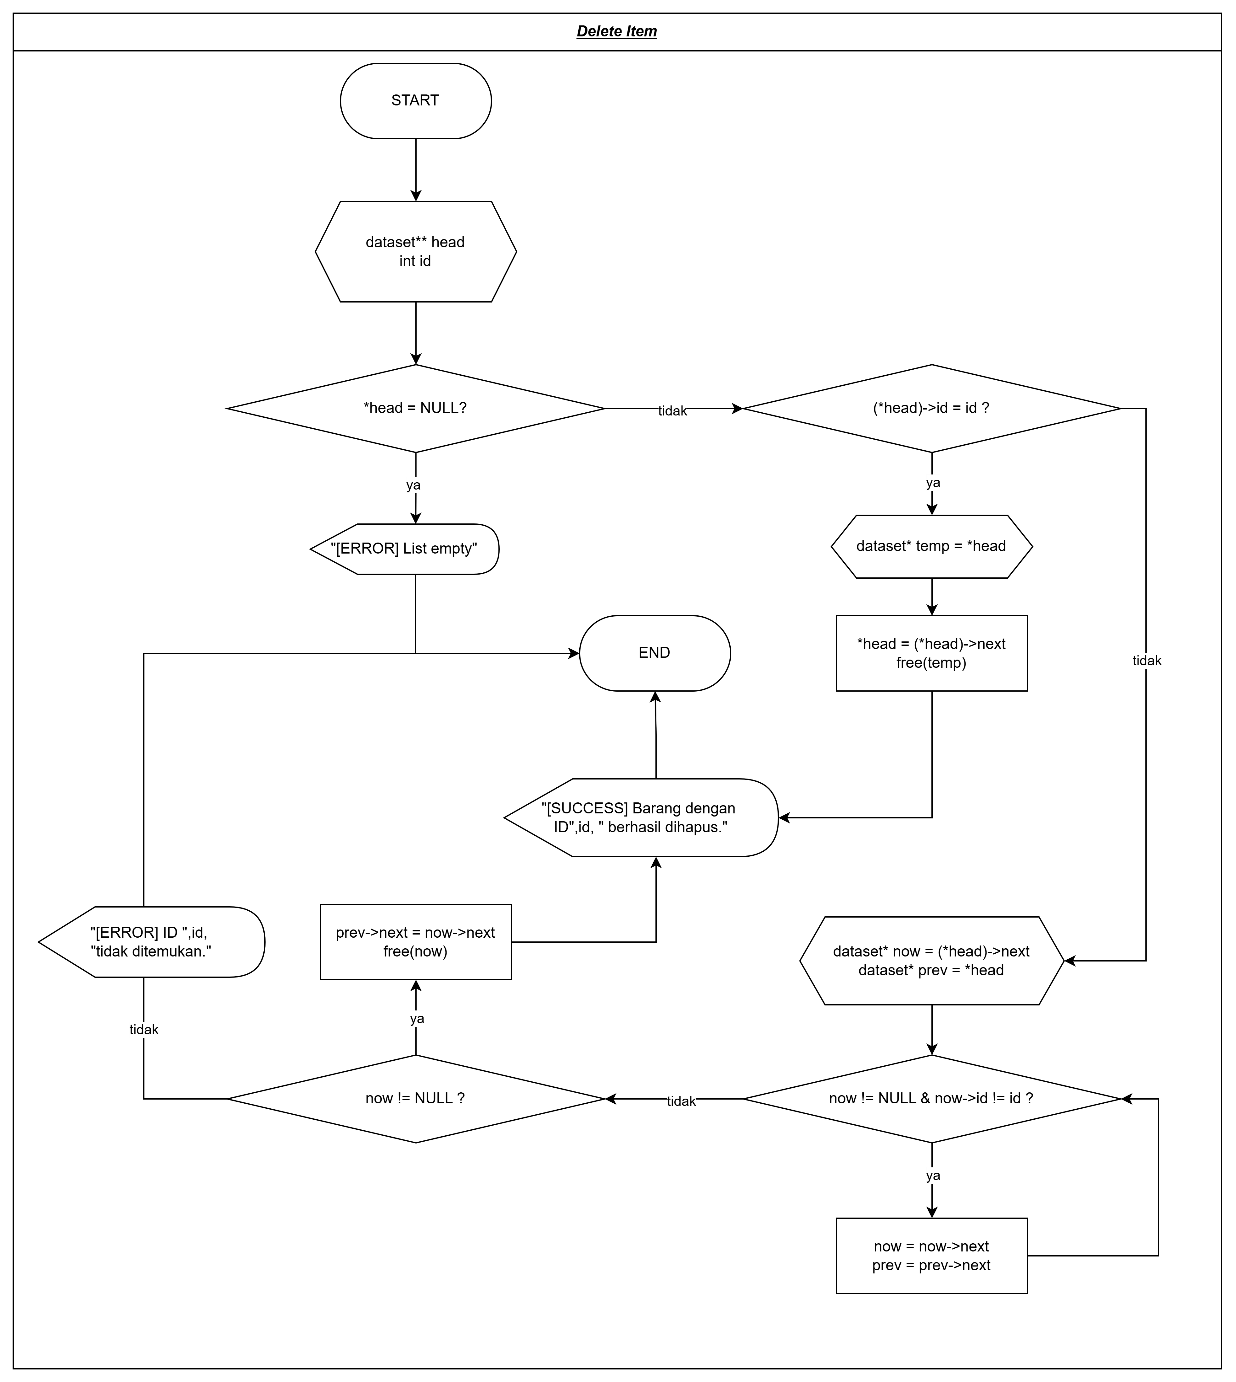 Delete Item
START
dataset** head
int id
*head = NULL?
tidak
(*head)->id = id ?
ya
ya
"[ERROR] List empty"
dataset* temp = *head
END
*head = (*head)->next
free(temp)
tidak
"[SUCCESS] Barang dengan
ID",id, " berhasil dihapus."
"[ERROR] ID ",id,
"tidak ditemukan."
prev->next = now->next
free(now)
dataset* now = (*head)->next
dataset* prev = *head
tidak
ya
now != NULL ?
tidak
now != NULL & now->id != id ?
ya
now = now->next
prev = prev->next